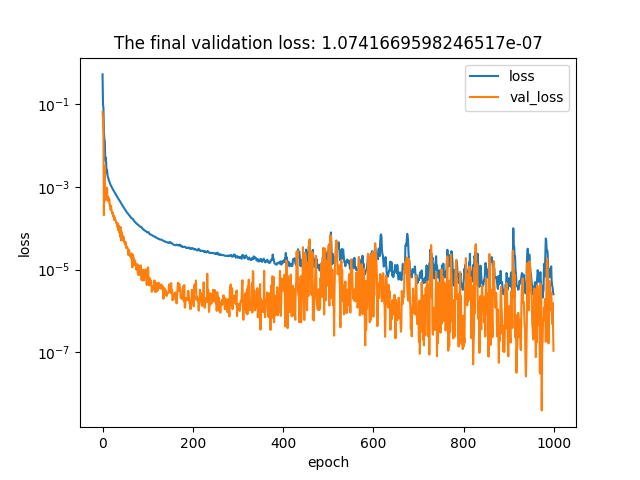 The final validation loss: 1.0741669598246517e-07
loss
val_loss
10⁻¹
10⁻³
10⁻⁵
10⁻⁷
loss
0
200
400
600
800
1000
epoch